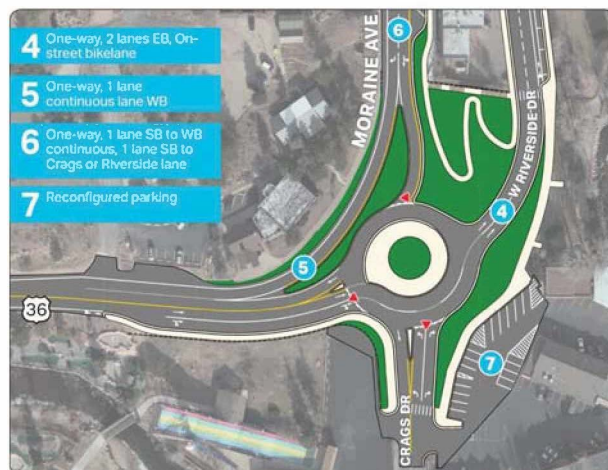 4 One-way, 2 lanes EB, On-
street bikelane
5 One-way, 1 lane
continuous lane WB
6 One-way, 1 lane SB to WB
continuous, 1 lane SB to
Crags or Riverside lane
7 Reconfigured parking
MORAINE AVE
6
W RIVERSIDE DR
4
5
36
7
CRAGS DR